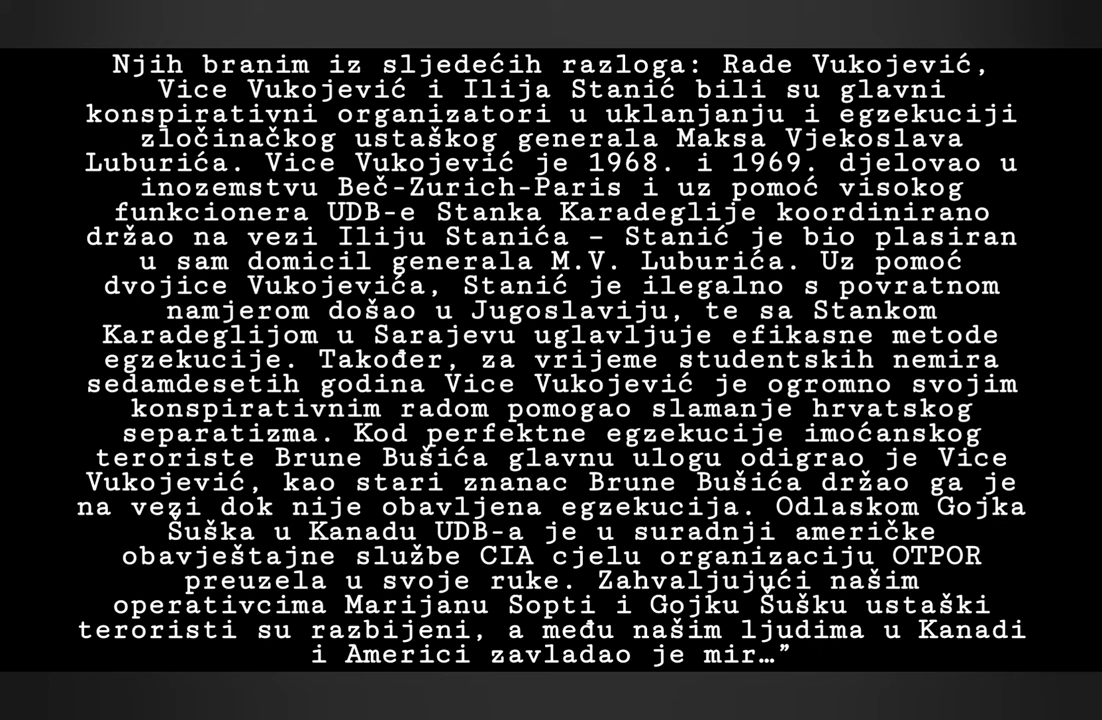 Njih branim iz sljedećih razloga: Rade Vukojević,
Vice Vukojević i Ilija Stanić bili su glavni
konspirativni organizatori u uklanjanju i egzekuciji
zločinačkog ustaškog generala Maksa Vjekoslava
Luburića. Vice Vukojević je 1968. i 1969. djelovao u
inozemstvu Beč-Zurich-Paris i uz pomoć visokog
funkcionera UDB-e Stanka Karadeglije koordinirano
držao na vezi Iliju Stanića – Stanić je bio plasiran
u sam domicil generala M.V. Luburića. Uz pomoć
dvojice Vukojevića, Stanić je ilegalno s povratnom
namjerom došao u Jugoslaviju, te sa Stankom
Karadeglijom u Sarajevu uglavljuje efikasne metode
egzekucije. Također, za vrijeme studentskih nemira
sedamdesetih godina Vice Vukojević je ogromno svojim
konspirativnim radom pomogao slamanje hrvatskog
separatizma. Kod perfektne egzekucije imoćanskog
teroriste Brune Bušića glavnu ulogu odigrao je Vice
Vukojević, kao stari znanac Brune Bušića držao ga je
na vezi dok nije obavljena egzekucija. Odlaskom Gojka
Šuška u Kanadu UDB-a je u suradnji američke
obavještajne službe CIA cjelu organizaciju OTPOR
preuzela u svoje ruke. Zahvaljujući našim
operativcima Marijanu Sopti i Gojku Šušku ustaški
teroristi su razbijeni, a među našim ljudima u Kanadi
i Americi zavladao je mir…”